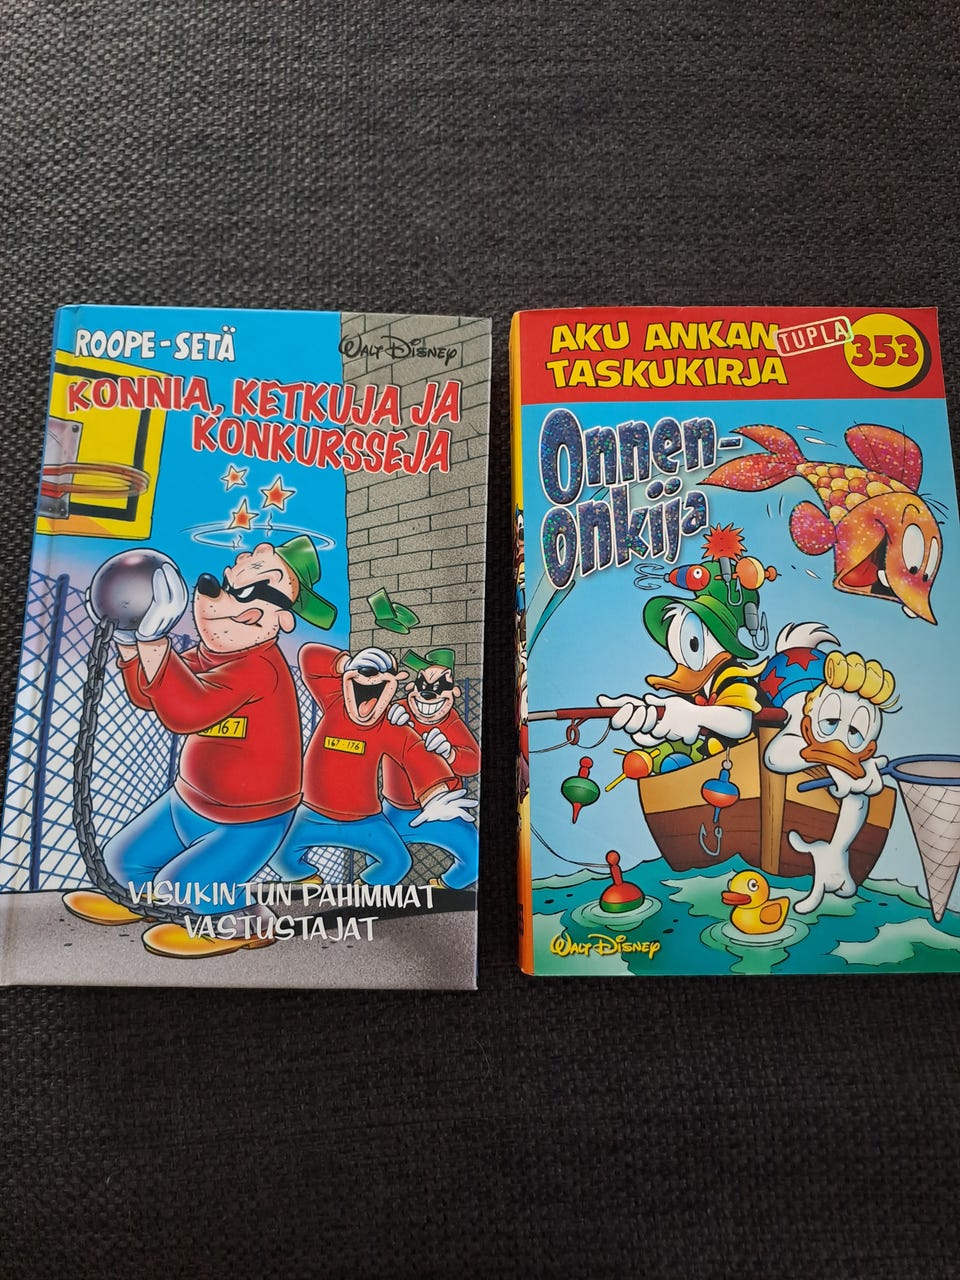 ROOPE-SETÄ
WALT DISNEY
KONNIA, KETKUJA JA
KONKURSSEJA
167
167-176
VISUKINTUN PAHIMMAT
VASTUSTAJAT
AKU ANKAN
TASKUKIRJA
TUPLA
353
Onnen-
onkija
WALT DISNEY